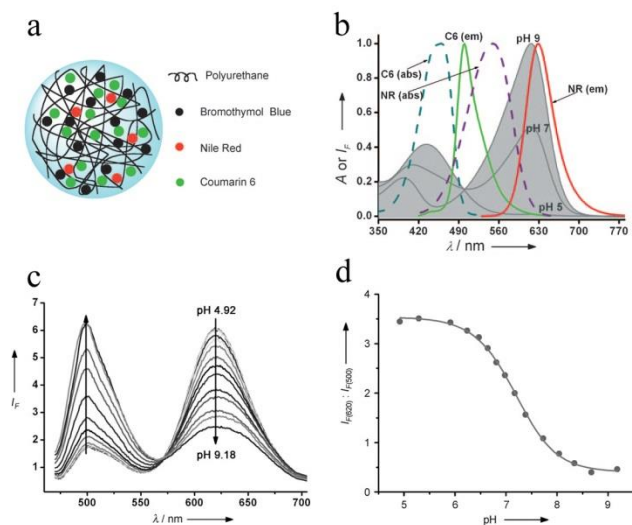 a
Polyurethane
Bromothymol Blue
Nile Red
Coumarin 6
b
C6 (em)
pH 9
C6 (abs)
NR (abs)
NR (em)
pH 7
pH 5
A or I_F
1.0
0.8
0.6
0.4
0.2
0.0
350 420 490 560 630 700 770
λ / nm
c
pH 4.92
pH 9.18
I_F
7
6
5
4
3
2
1
500 550 600 650 700
λ / nm
d
I_F(620) : I_F(500)
4
3
2
1
0
5 6 7 8 9
pH